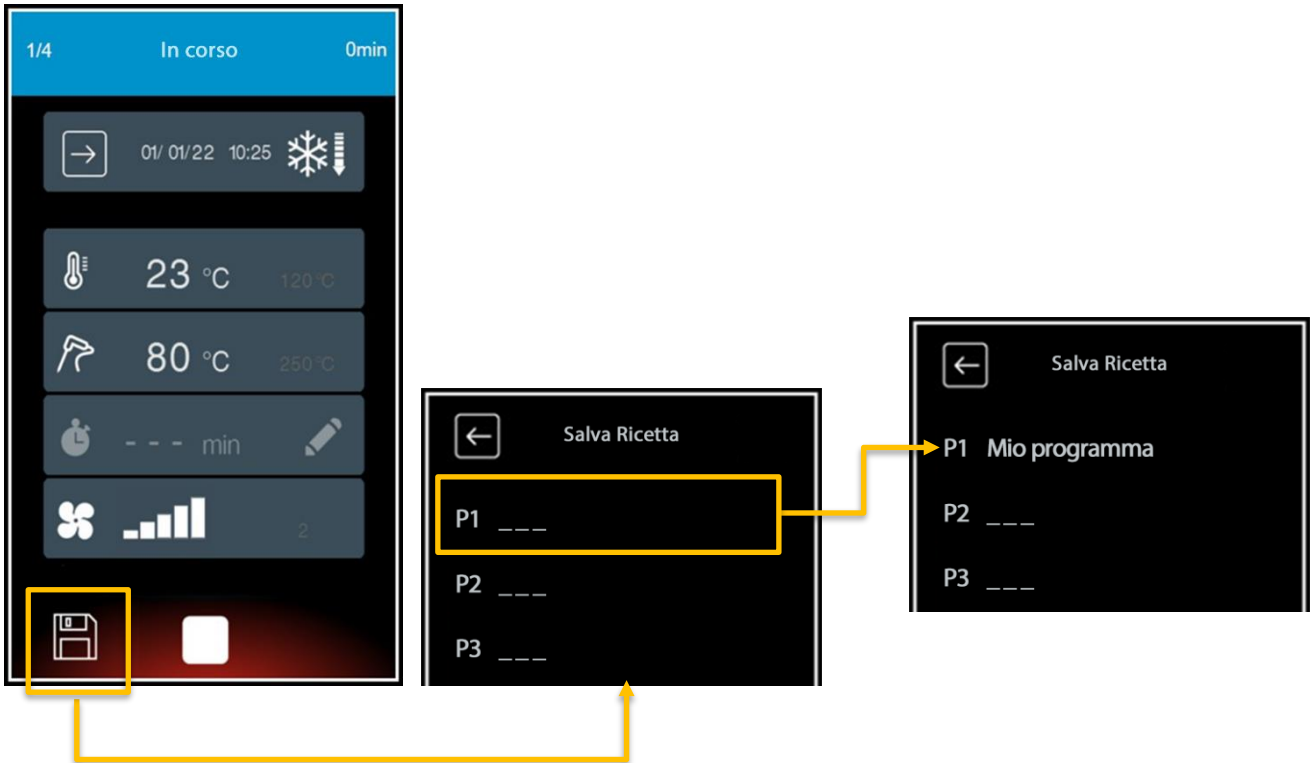 1/4 In corso 0min
01/ 01/22 10:25
23 °C 120°C
80 °C 250°C
- - - min
2
Salva Ricetta
P1 _ _ _
P2 _ _ _
P3 _ _ _
Salva Ricetta
P1 Mio programma
P2 _ _ _
P3 _ _ _